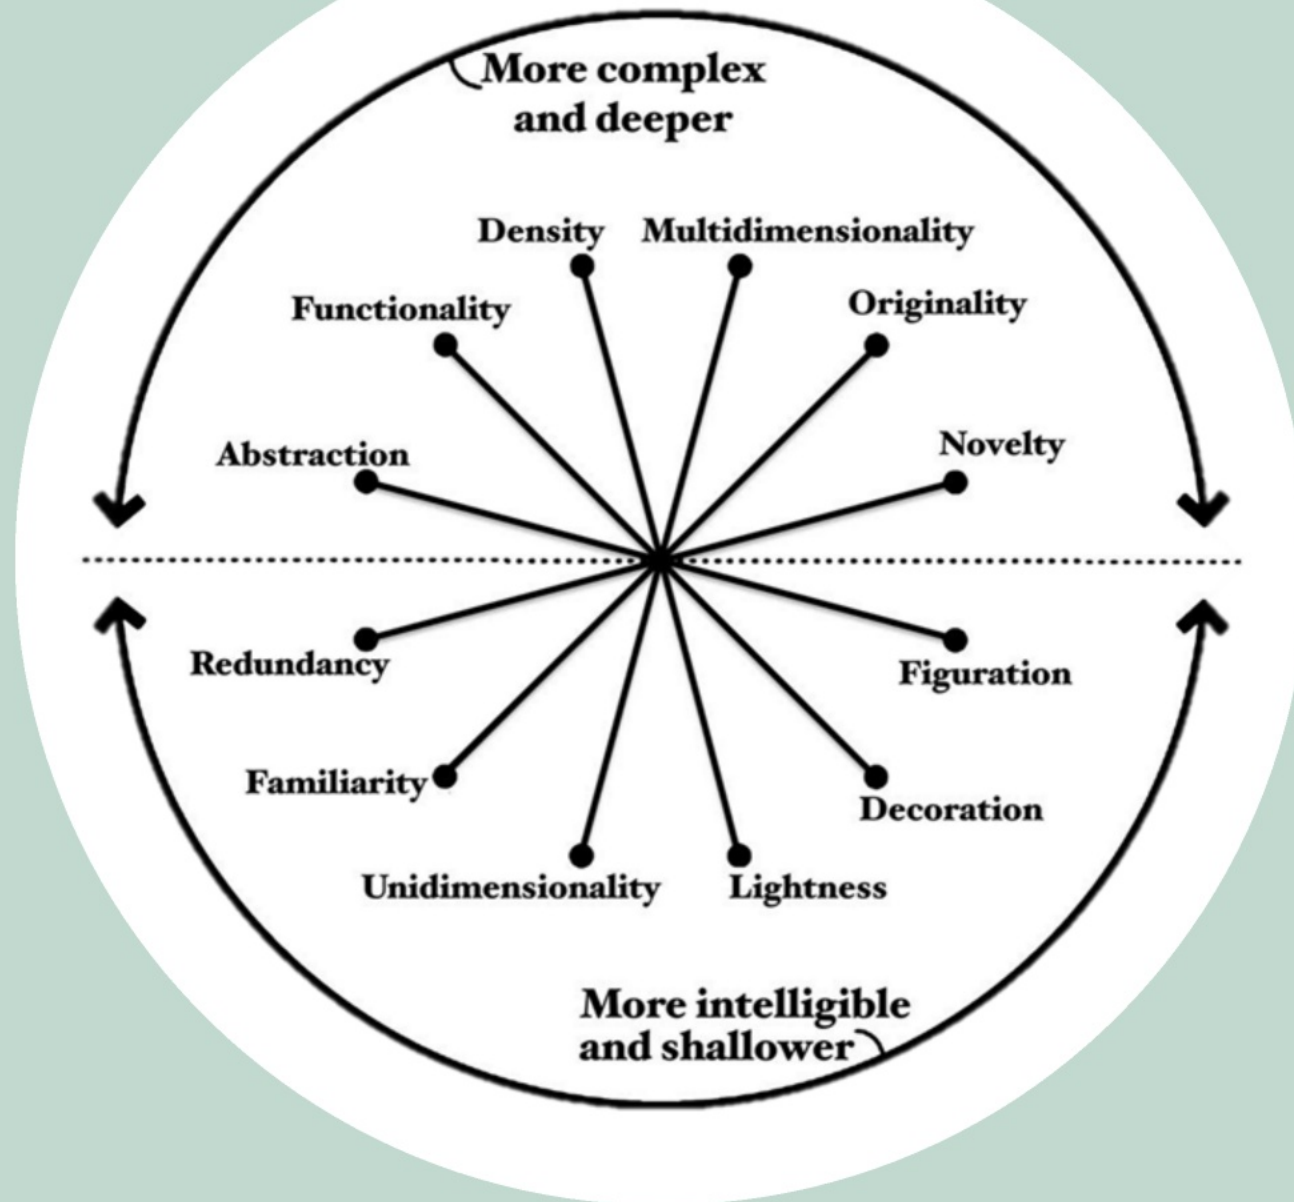 More complex
and deeper
Density
Multidimensionality
Functionality
Originality
Abstraction
Novelty
Redundancy
Figuration
Familiarity
Decoration
Unidimensionality
Lightness
More intelligible
and shallower